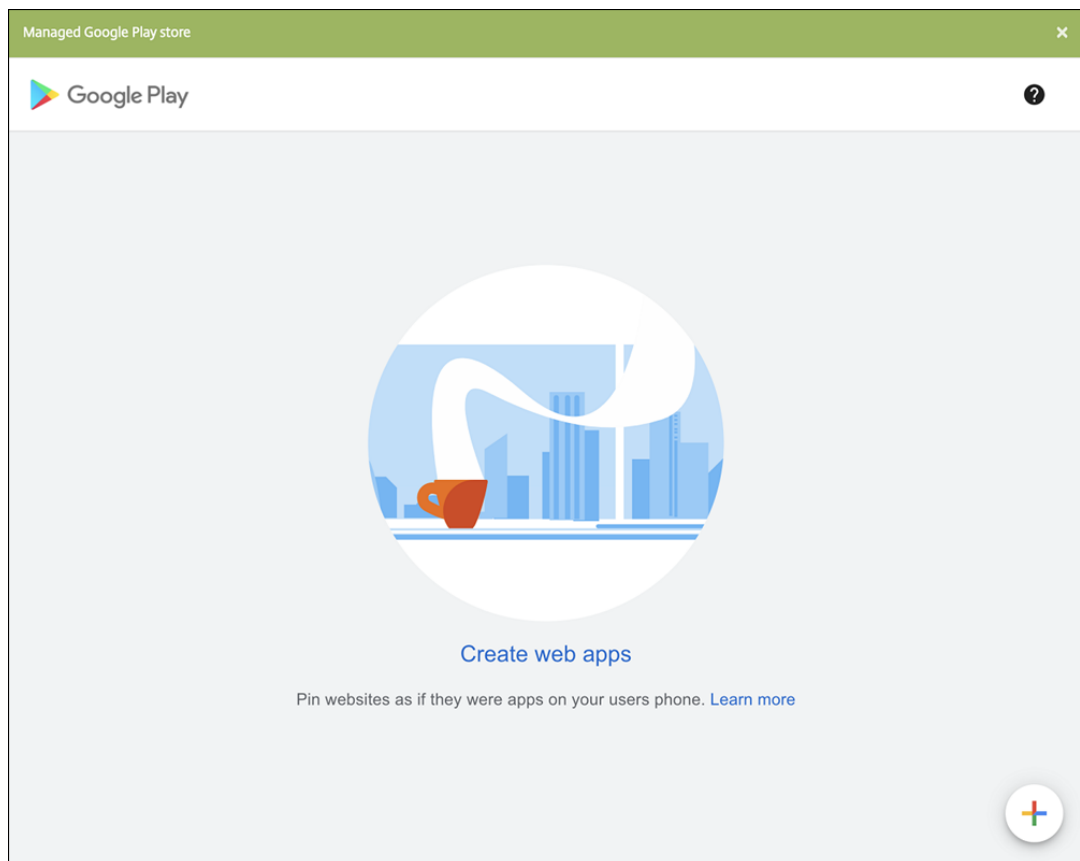 Managed Google Play store
Google Play
Create web apps
Pin websites as if they were apps on your users phone. Learn more